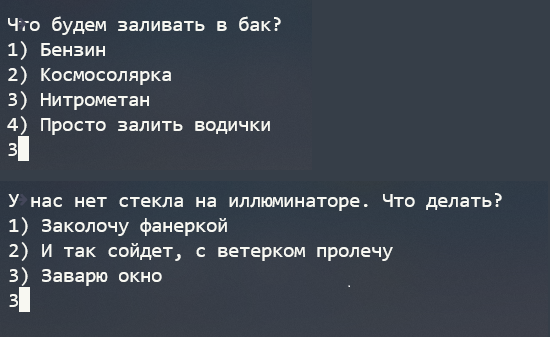 Что будем заливать в бак?
1) Бензин
2) Космосолярка
3) Нитрометан
4) Просто залить водички
3
У нас нет стекла на иллюминаторе. Что делать?
1) Заколочу фанеркой
2) И так сойдет, с ветерком пролечу
3) Заварю окно
3